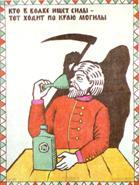 КТО В ВОДКЕ ИЩЕТ СИЛЫ –
ТОТ ХОДИТ ПО КРАЮ МОГИЛЫ